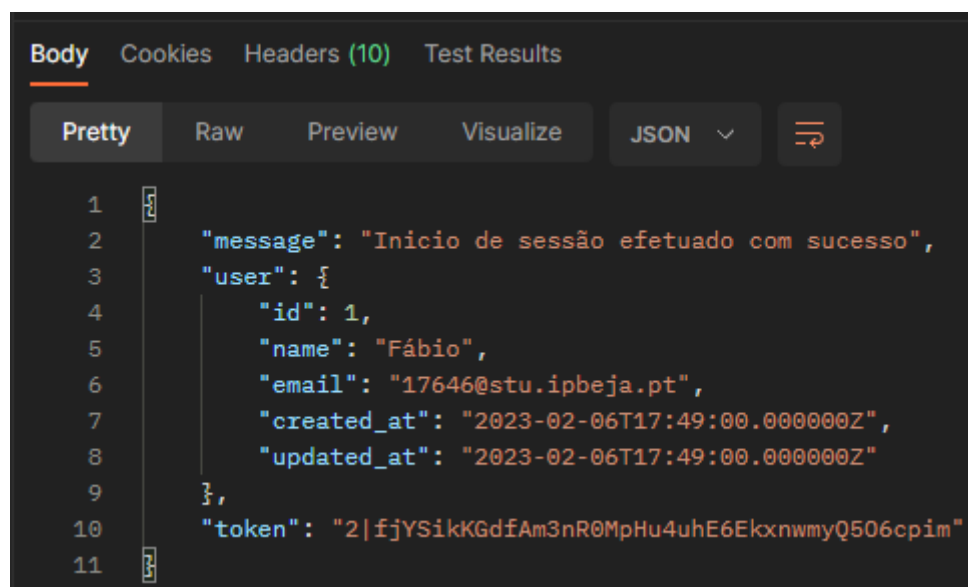 Body Cookies Headers (10) Test Results
Pretty Raw Preview Visualize JSON
1 {
2 "message": "Inicio de sessão efetuado com sucesso",
3 "user": {
4 "id": 1,
5 "name": "Fábio",
6 "email": "17646@stu.ipbeja.pt",
7 "created_at": "2023-02-06T17:49:00.000000Z",
8 "updated_at": "2023-02-06T17:49:00.000000Z"
9 },
10 "token": "2|fjYSikKGdfAm3nR0MpHu4uhE6EkxnwmyQ5O6cpim"
11 }